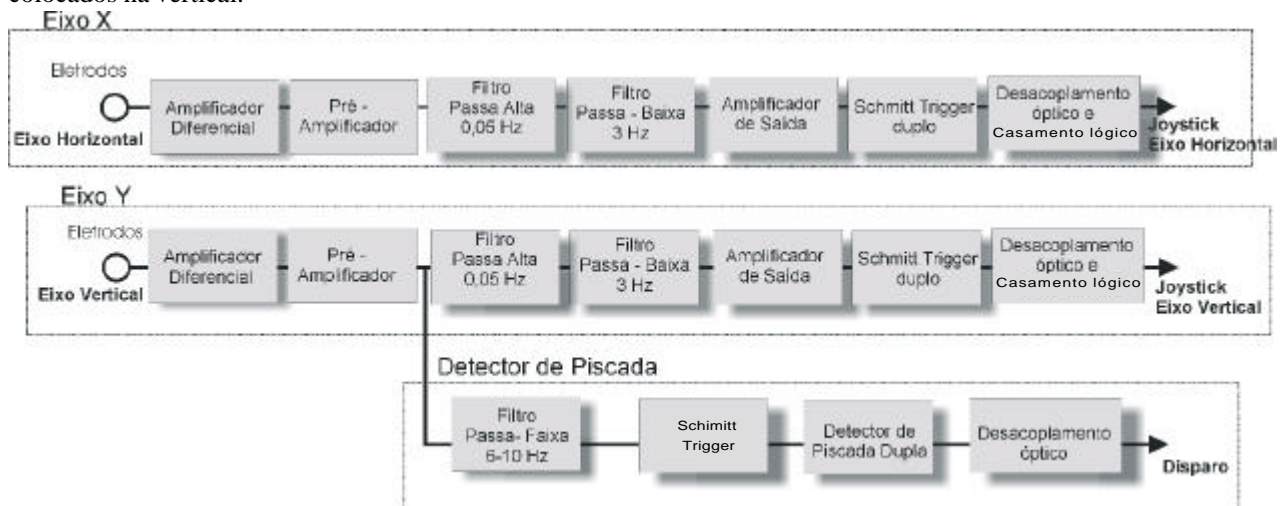 colocados na vertical.
Eixo X
Eletrodos
Eixo Horizontal
Amplificador
Diferencial
Pré -
Amplificador
Filtro
Passa Alta
0,05 Hz
Filtro
Passa - Baixa
3 Hz
Amplificador
de Saída
Schmitt Trigger
duplo
Desacoplamento
óptico e
Casamento lógico
Joystick
Eixo Horizontal
Eixo Y
Eletrodos
Eixo Vertical
Amplificador
Diferencial
Pré -
Amplificador
Filtro
Passa Alta
0,05 Hz
Filtro
Passa - Baixa
3 Hz
Amplificador
de Saída
Schmitt Trigger
duplo
Desacoplamento
óptico e
Casamento lógico
Joystick
Eixo Vertical
Detector de Piscada
Filtro
Passa- Faixa
6-10 Hz
Schimitt
Trigger
Detector de
Piscada Dupla
Desacoplamento
óptico
Disparo